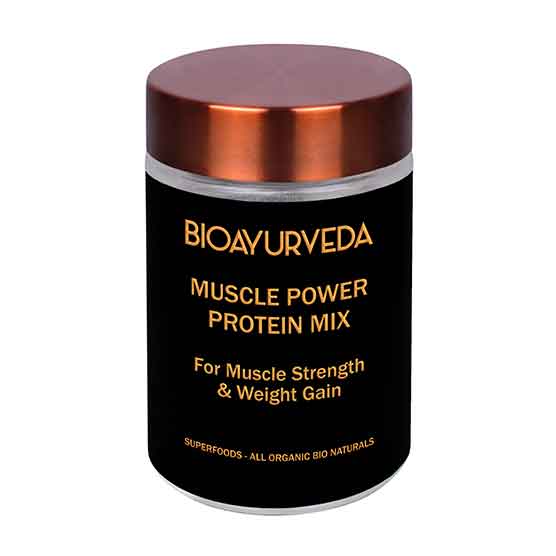 BIOAYURVEDA
MUSCLE POWER
PROTEIN MIX
For Muscle Strength
& Weight Gain
SUPERFOODS - ALL ORGANIC BIO NATURALS